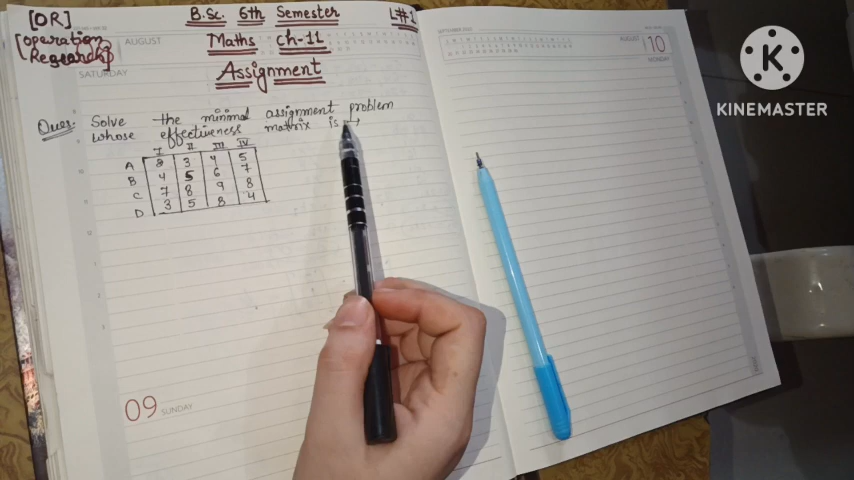 [OR]
[Operation
Research]
B.Sc. 6th Semester
L#1
Maths Ch-11
Assignment
Ques: Solve the minimal assignment problem
whose effectiveness matrix is →
I II III IV
A 2 3 4 5
B 4 5 6 7
C 7 8 9 8
D 3 5 8 4
AUGUST
SATURDAY
09 SUNDAY
AUGUST 10
MONDAY
K
KINEMASTER